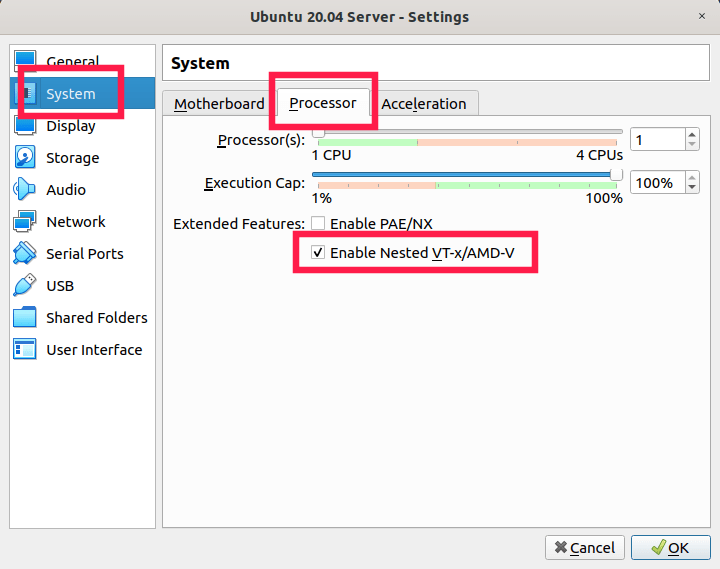 Ubuntu 20.04 Server - Settings
General
System
Display
Storage
Audio
Network
Serial Ports
USB
Shared Folders
User Interface
System
Motherboard Processor Acceleration
Processor(s): 1
1 CPU 4 CPUs
Execution Cap: 100%
1% 100%
Extended Features: Enable PAE/NX
Enable Nested VT-x/AMD-V
Cancel OK